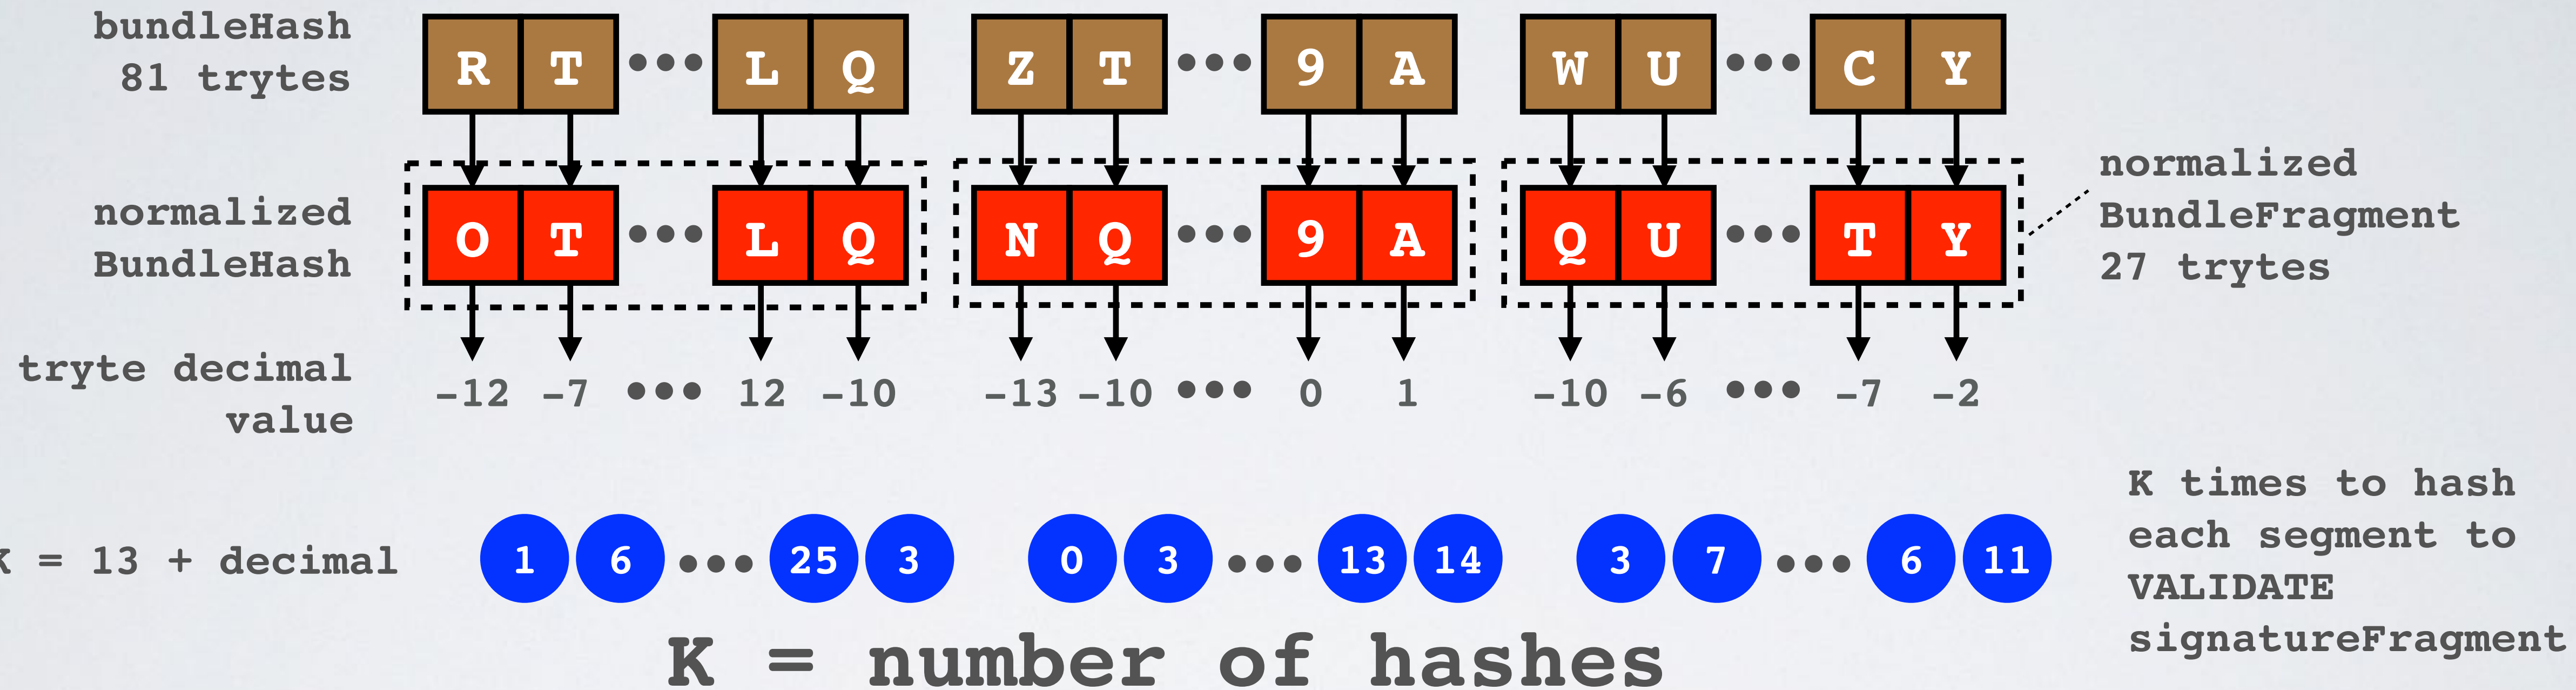 bundleHash
81 trytes
R T ••• L Q Z T ••• 9 A W U ••• C Y
normalized
BundleHash
O T ••• L Q N Q ••• 9 A Q U ••• T Y
normalized
BundleFragment
27 trytes
tryte decimal
value
-12 -7 ••• 12 -10 -13 -10 ••• 0 1 -10 -6 ••• -7 -2
K = 13 + decimal
1 6 ••• 25 3 0 3 ••• 13 14 3 7 ••• 6 11
K times to hash
each segment to
VALIDATE
signatureFragment
K = number of hashes